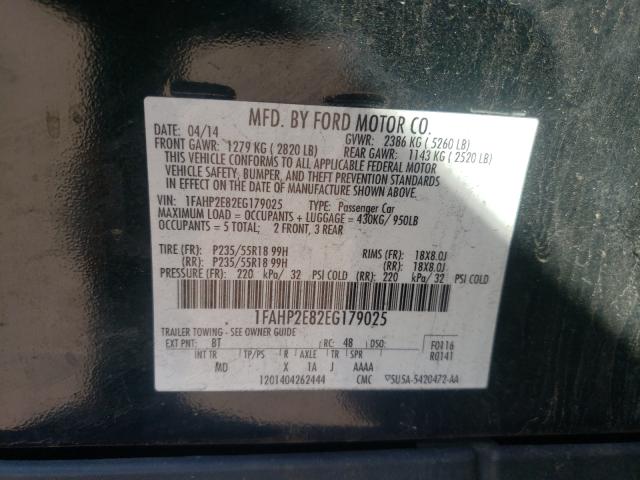 MFD. BY FORD MOTOR CO.
DATE: 04/14 GVWR: 2386 KG ( 5260 LB)
FRONT GAWR: 1279 KG ( 2820 LB) REAR GAWR: 1143 KG ( 2520 LB)
THIS VEHICLE CONFORMS TO ALL APPLICABLE FEDERAL MOTOR
VEHICLE SAFETY, BUMPER, AND THEFT PREVENTION STANDARDS
IN EFFECT ON THE DATE OF MANUFACTURE SHOWN ABOVE.
VIN: 1FAHP2E82EG179025 TYPE: Passenger Car
MAXIMUM LOAD = OCCUPANTS + LUGGAGE = 430KG/ 950LB
OCCUPANTS = 5 TOTAL; 2 FRONT, 3 REAR
TIRE (FR): P235/55R18 99H RIMS (FR): 18X8.0J
(RR): P235/55R18 99H (RR): 18X8.0J
PRESSURE (FR): 220 kPa/ 32 PSI COLD (RR): 220 kPa/ 32 PSI COLD
1FAHP2E82EG179025
TRAILER TOWING - SEE OWNER GUIDE
EXT PNT: BT RC: 48 DSO: F0116
TP/PS R AXLE TR SPR R0141
MD X 1A J AAAA
1201404262444 CMC 5U5A-5420472-AA